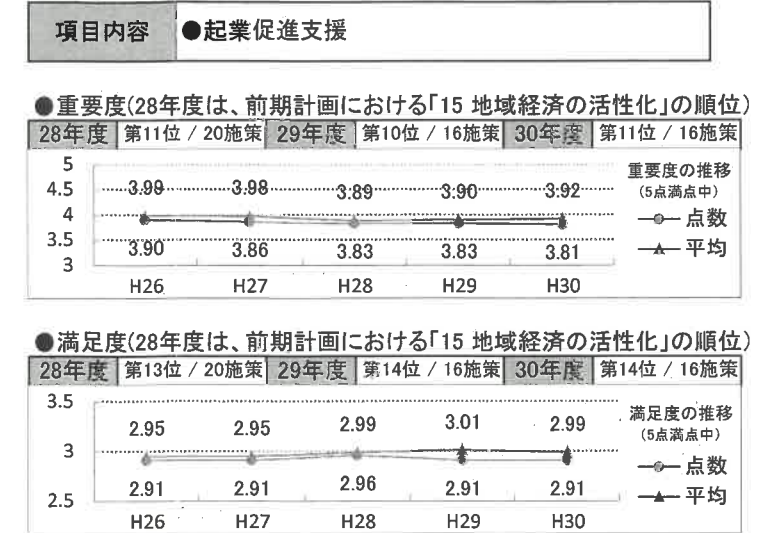 項目内容 ●起業促進支援
●重要度(28年度は、前期計画における｢15 地域経済の活性化｣の順位)
28年度 第11位 / 20施策 29年度 第10位 / 16施策 30年度 第11位 / 16施策
重要度の推移
(5点満点中)
点数
平均
5
4.5
4
3.5
3
3.99 3.98 3.89 3.90 3.92
3.90 3.86 3.83 3.83 3.81
H26 H27 H28 H29 H30
●満足度(28年度は、前期計画における｢15 地域経済の活性化｣の順位)
28年度 第13位 / 20施策 29年度 第14位 / 16施策 30年度 第14位 / 16施策
満足度の推移
(5点満点中)
点数
平均
3.5
3
2.5
2.95 2.95 2.99 3.01 2.99
2.91 2.91 2.96 2.91 2.91
H26 H27 H28 H29 H30